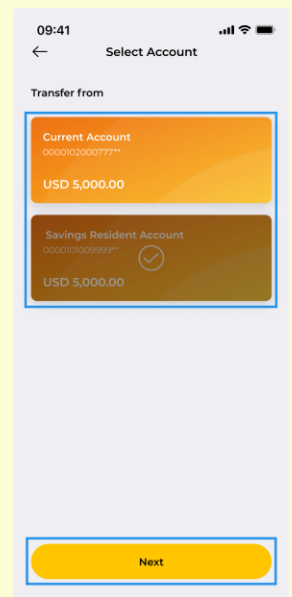 09:41
Select Account
Transfer from
Current Account
0000102000777**
USD 5,000.00
Savings Resident Account
0000101009999**
USD 5,000.00
Next